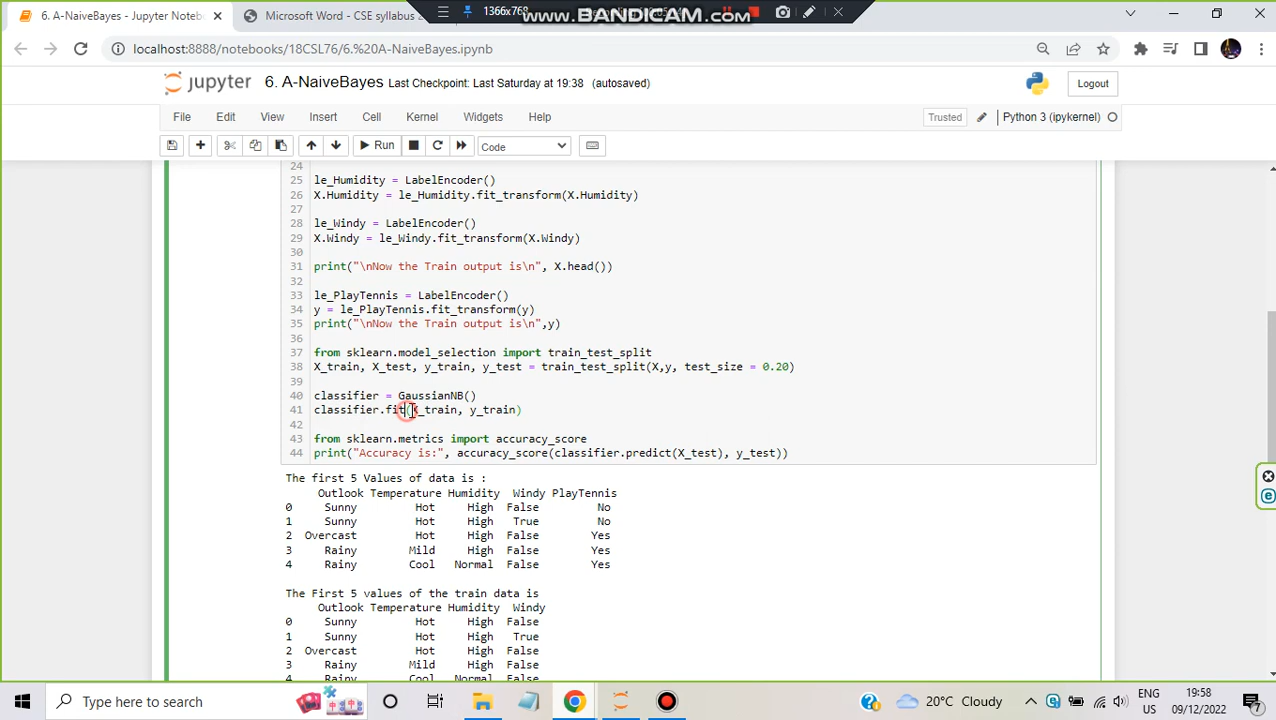 6. A-NaiveBayes - Jupyter Noteb
Microsoft Word - CSE syllabus 2
1366x768
www.BANDICAM.com
localhost:8888/notebooks/18CSL76/6.%20A-NaiveBayes.ipynb
jupyter 6. A-NaiveBayes Last Checkpoint: Last Saturday at 19:38 (autosaved)
Logout
File Edit View Insert Cell Kernel Widgets Help
Trusted
Python 3 (ipykernel)
Run
Code
24
25 le_Humidity = LabelEncoder()
26 X.Humidity = le_Humidity.fit_transform(X.Humidity)
27
28 le_Windy = LabelEncoder()
29 X.Windy = le_Windy.fit_transform(X.Windy)
30
31 print("\nNow the Train output is\n", X.head())
32
33 le_PlayTennis = LabelEncoder()
34 y = le_PlayTennis.fit_transform(y)
35 print("\nNow the Train output is\n",y)
36
37 from sklearn.model_selection import train_test_split
38 X_train, X_test, y_train, y_test = train_test_split(X,y, test_size = 0.20)
39
40 classifier = GaussianNB()
41 classifier.fit(X_train, y_train)
42
43 from sklearn.metrics import accuracy_score
44 print("Accuracy is:", accuracy_score(classifier.predict(X_test), y_test))
The first 5 Values of data is :
Outlook Temperature Humidity Windy PlayTennis
0 Sunny Hot High False No
1 Sunny Hot High True No
2 Overcast Hot High False Yes
3 Rainy Mild High False Yes
4 Rainy Cool Normal False Yes
The First 5 values of the train data is
Outlook Temperature Humidity Windy
0 Sunny Hot High False
1 Sunny Hot High True
2 Overcast Hot High False
3 Rainy Mild High False
4 Rainy Cool Normal False
Type here to search
20°C Cloudy
ENG
US
19:58
09/12/2022
7